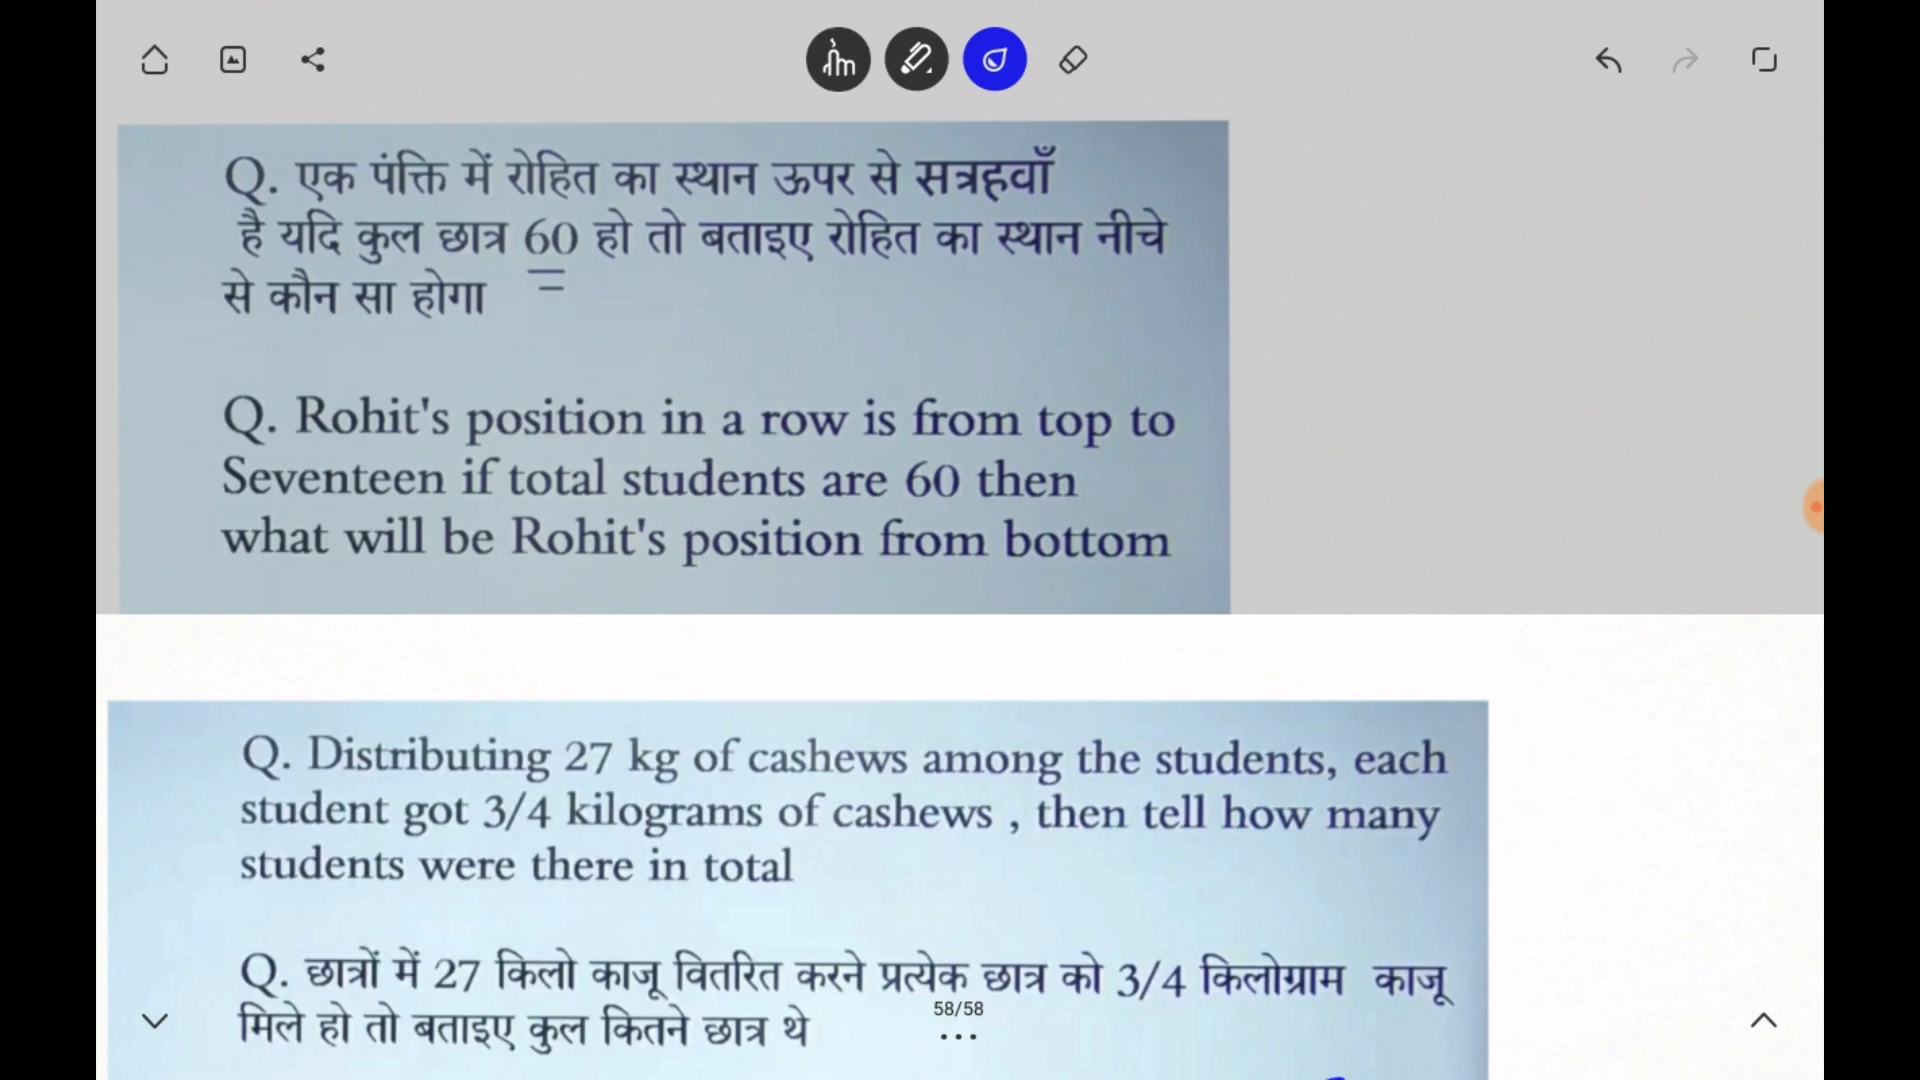 Q. एक पंक्ति में रोहित का स्थान ऊपर से सत्रहवाँ
है यदि कुल छात्र 60 हो तो बताइए रोहित का स्थान नीचे
से कौन सा होगा
Q. Rohit's position in a row is from top to
Seventeen if total students are 60 then
what will be Rohit's position from bottom
Q. Distributing 27 kg of cashews among the students, each
student got 3/4 kilograms of cashews , then tell how many
students were there in total
Q. छात्रों में 27 किलो काजू वितरित करने प्रत्येक छात्र को 3/4 किलोग्राम काजू
मिले हो तो बताइए कुल कितने छात्र थे
58/58